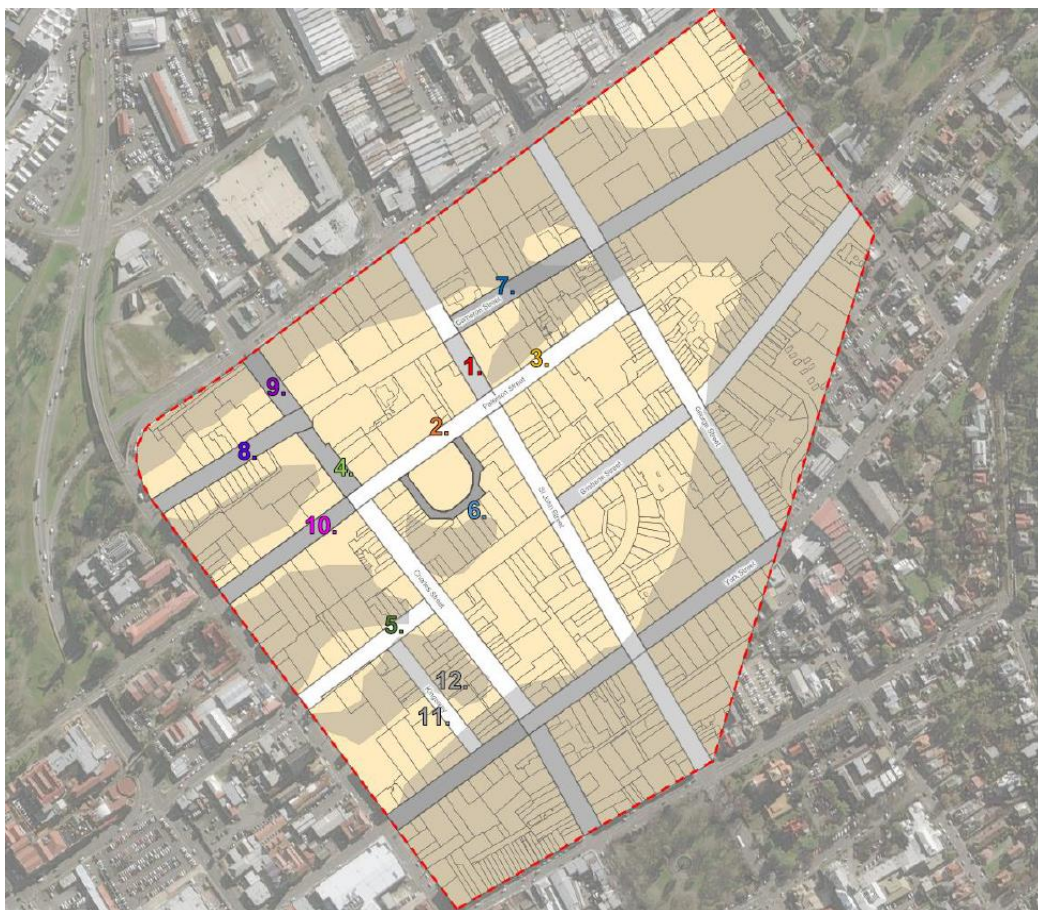 7.
Cameron Street
1.
3.
Paterson Street
9.
2.
8.
4.
George Street
10.
6.
Brisbane Street
St John Street
Charles Street
York Street
5.
12.
11.